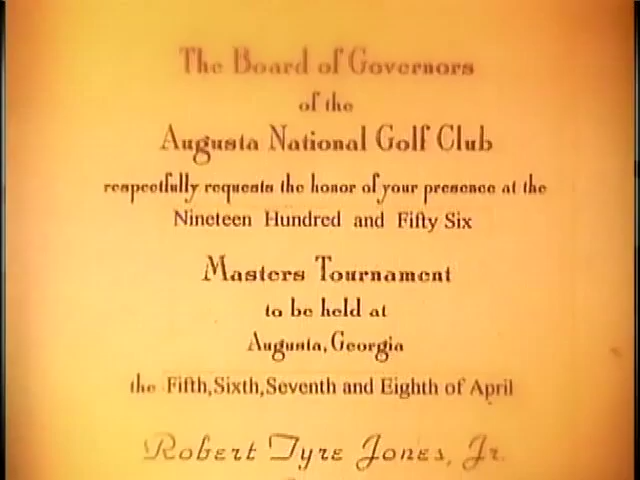 The Board of Governors
of the
Augusta National Golf Club
respectfully requests the honor of your presence at the
Nineteen Hundred and Fifty Six
Masters Tournament
to be held at
Augusta, Georgia
the Fifth, Sixth, Seventh and Eighth of April
Robert Tyre Jones, Jr.